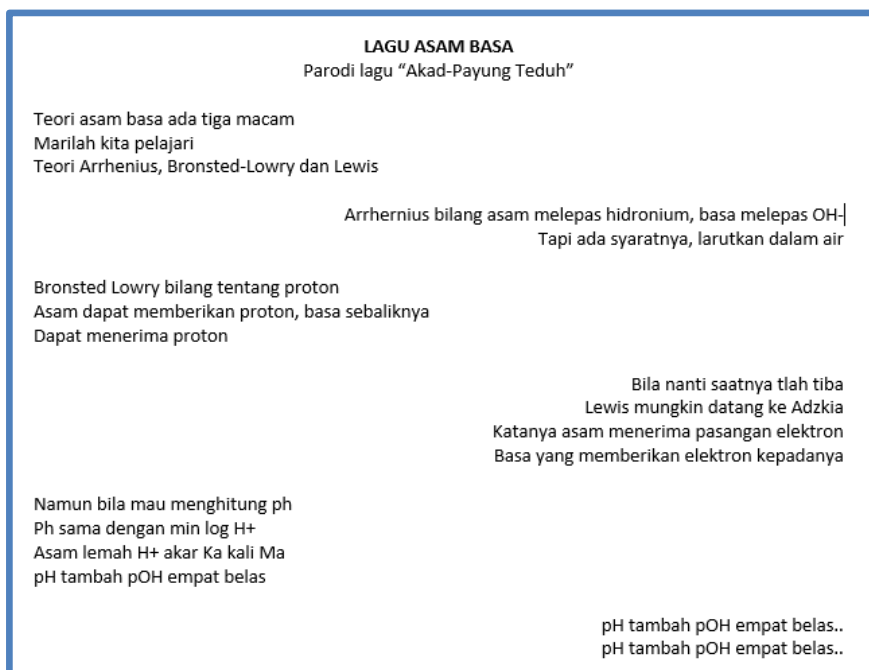 LAGU ASAM BASA
Parodi lagu “Akad-Payung Teduh”
Teori asam basa ada tiga macam
Marilah kita pelajari
Teori Arrhenius, Bronsted-Lowry dan Lewis
Arrhernius bilang asam melepas hidronium, basa melepas OH-
Tapi ada syaratnya, larutkan dalam air
Bronsted Lowry bilang tentang proton
Asam dapat memberikan proton, basa sebaliknya
Dapat menerima proton
Bila nanti saatnya tlah tiba
Lewis mungkin datang ke Adzkia
Katanya asam menerima pasangan elektron
Basa yang memberikan elektron kepadanya
Namun bila mau menghitung ph
Ph sama dengan min log H+
Asam lemah H+ akar Ka kali Ma
pH tambah pOH empat belas
pH tambah pOH empat belas..
pH tambah pOH empat belas..